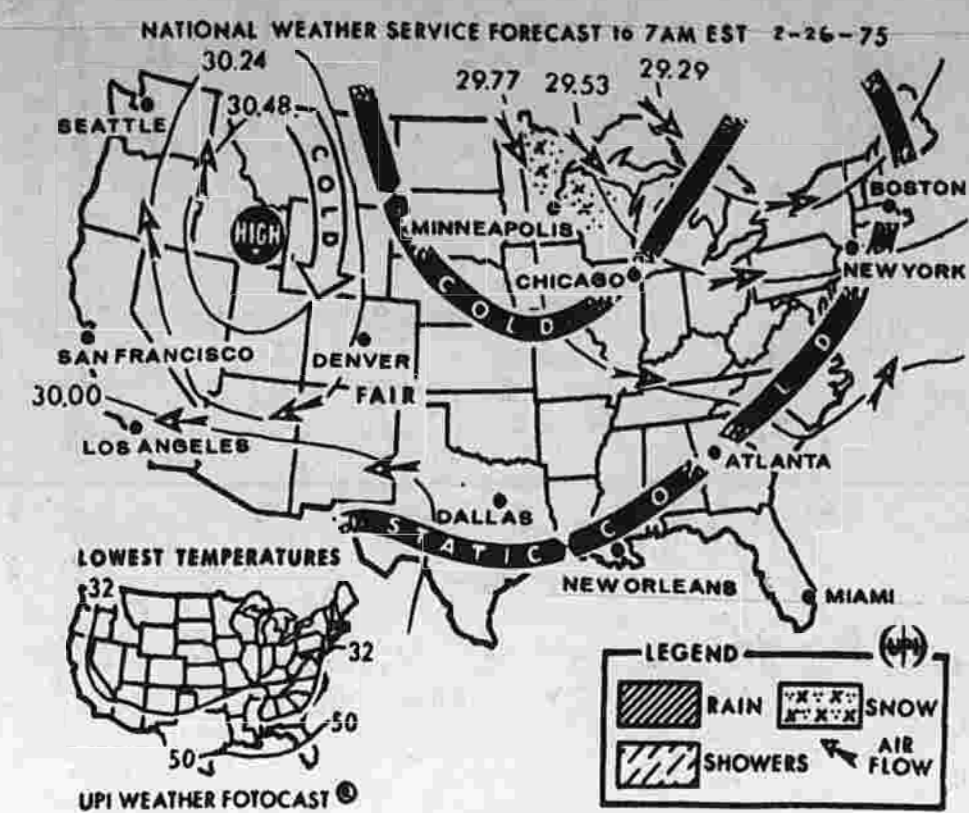 NATIONAL WEATHER SERVICE FORECAST to 7AM EST 2-26-75
30.24
29.77 29.53 29.29
30.48
SEATTLE
COLD
HIGH
BOSTON
MINNEAPOLIS
NEW YORK
CHICAGO
COLD
SAN FRANCISCO
DENVER
FAIR
30.00
LOS ANGELES
COLD
ATLANTA
DALLAS
STATIC
NEW ORLEANS
MIAMI
LOWEST TEMPERATURES
32
32
50
50
UPI WEATHER FOTOCAST
LEGEND
UPI
RAIN
SNOW
SHOWERS
AIR
FLOW